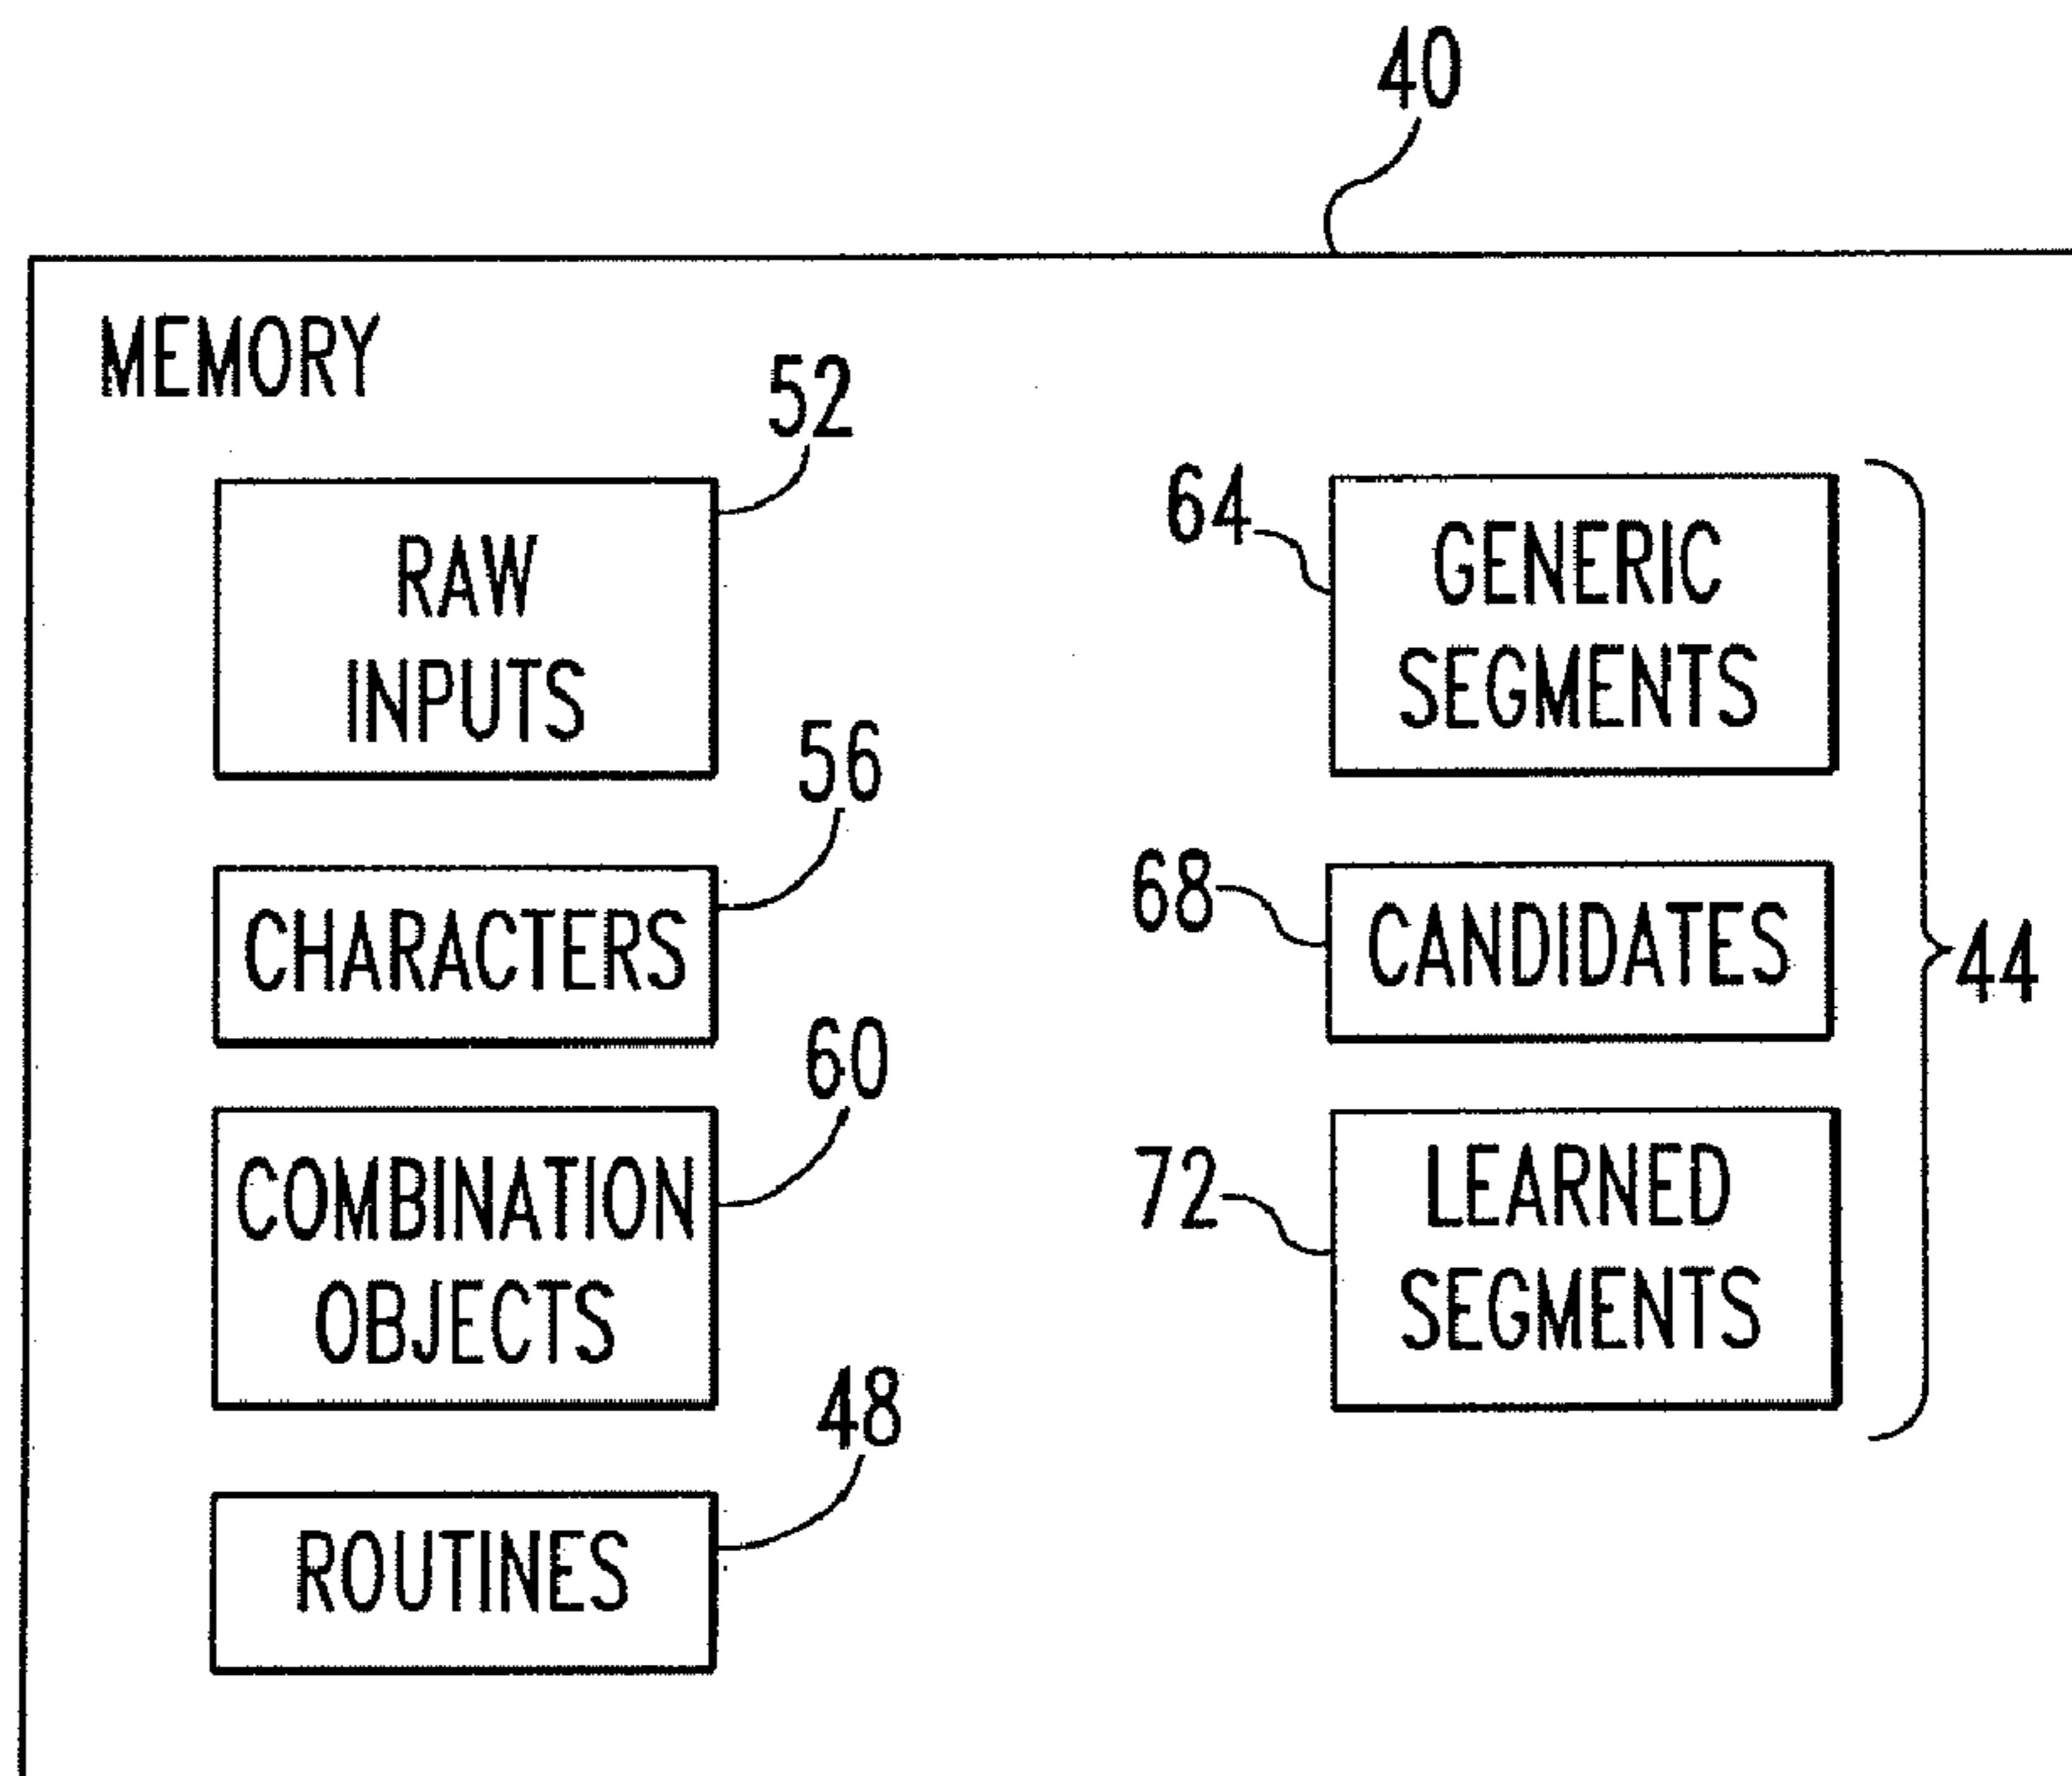 40
MEMORY
52
RAW
INPUTS
56
CHARACTERS
60
COMBINATION
OBJECTS
48
ROUTINES
64
GENERIC
SEGMENTS
68
CANDIDATES
72
LEARNED
SEGMENTS
44